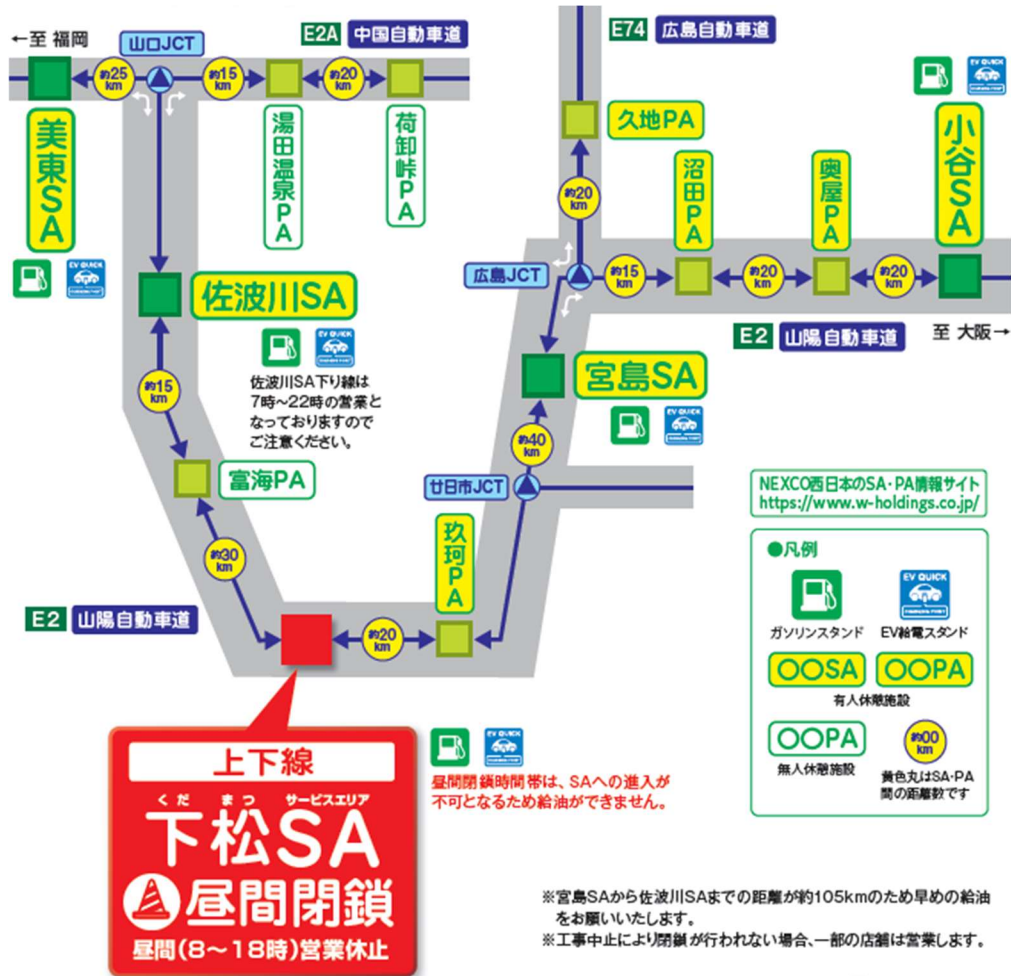 ←至 福岡
E2A 中国自動車道
E74 広島自動車道
山口JCT
約25km
約15km
約20km
美東SA
湯田温泉PA
荷卸峠PA
久地PA
沼田PA
奥屋PA
小谷SA
EV QUICK
約20km
広島JCT
約15km
約20km
約20km
E2 山陽自動車道
至 大阪→
EV QUICK
佐波川SA
EV QUICK
佐波川SA下り線は
7時～22時の営業と
なっておりますので
ご注意ください。
宮島SA
EV QUICK
約15km
約40km
富海PA
廿日市JCT
玖珂PA
約30km
E2 山陽自動車道
約20km
NEXCO西日本のSA・PA情報サイト
https://www.w-holdings.co.jp/
●凡例
EV QUICK
CHARGING POINT
ガソリンスタンド
EV給電スタンド
〇〇SA 〇〇PA
有人休憩施設
〇〇PA
約00km
無人休憩施設
黄色丸はSA・PA
間の距離数です
上下線
くだ まつ サービスエリア
下松SA
昼間閉鎖
昼間(8～18時)営業休止
EV QUICK
昼間閉鎖時間帯は、SAへの進入が
不可となるため給油ができません。
※宮島SAから佐波川SAまでの距離が約105kmのため早めの給油
をお願いいたします。
※工事中止により閉鎖が行われない場合、一部の店舗は営業します。